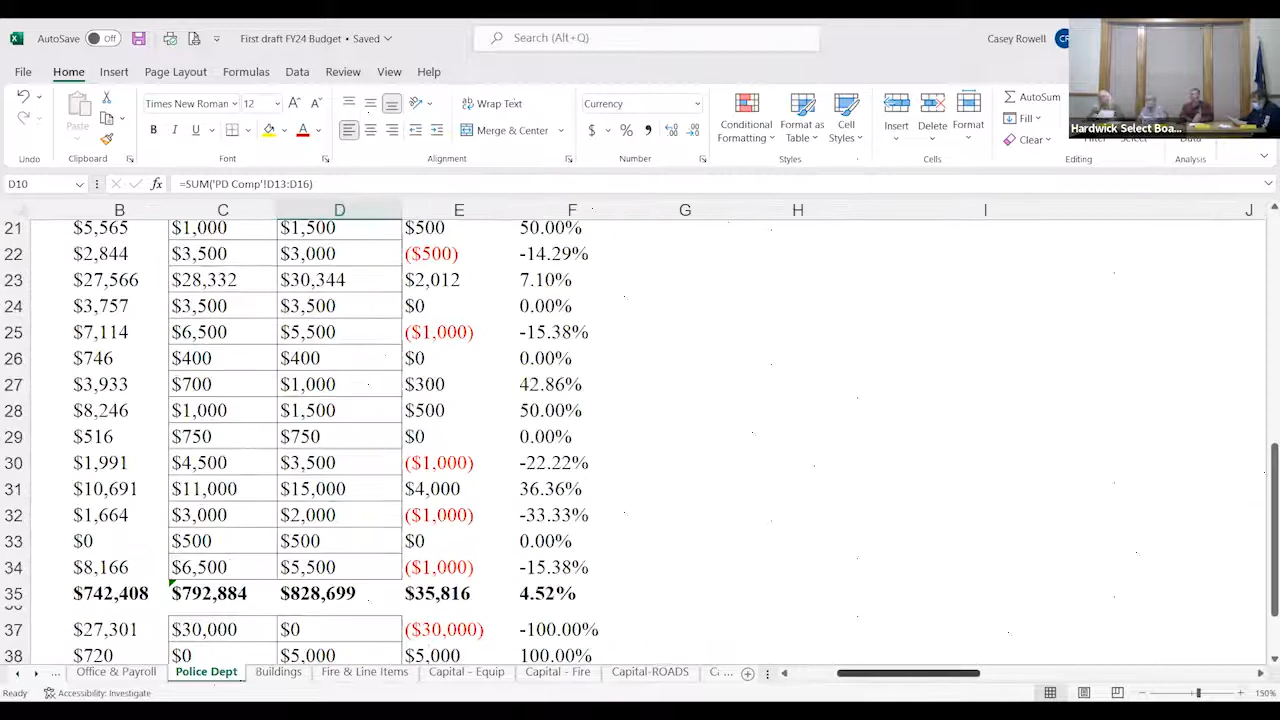 AutoSave Off First draft FY24 Budget • Saved Search (Alt+Q) Casey Rowell CR
File Home Insert Page Layout Formulas Data Review View Help
Times New Roman 12 Wrap Text Currency AutoSum
Paste Conditional Formatting Format as Table Cell Styles Insert Delete Format Fill
B I U A Merge & Center $ % Clear
Hardwick Select Boa...
Undo Clipboard Font Alignment Number Styles Cells Editing Analysis
D10 fx =SUM('PD Comp'!D13:D16)
B C D E F G H I J
21 $5,565 $1,000 $1,500 $500 50.00%
22 $2,844 $3,500 $3,000 ($500) -14.29%
23 $27,566 $28,332 $30,344 $2,012 7.10%
24 $3,757 $3,500 $3,500 $0 0.00%
25 $7,114 $6,500 $5,500 ($1,000) -15.38%
26 $746 $400 $400 $0 0.00%
27 $3,933 $700 $1,000 $300 42.86%
28 $8,246 $1,000 $1,500 $500 50.00%
29 $516 $750 $750 $0 0.00%
30 $1,991 $4,500 $3,500 ($1,000) -22.22%
31 $10,691 $11,000 $15,000 $4,000 36.36%
32 $1,664 $3,000 $2,000 ($1,000) -33.33%
33 $0 $500 $500 $0 0.00%
34 $8,166 $6,500 $5,500 ($1,000) -15.38%
35 $742,408 $792,884 $828,699 $35,816 4.52%
37 $27,301 $30,000 $0 ($30,000) -100.00%
38 $720 $0 $5,000 $5,000 100.00%
... Office & Payroll Police Dept Buildings Fire & Line Items Capital - Equip Capital - Fire Capital-ROADS
Ready Accessibility: Investigate 150%